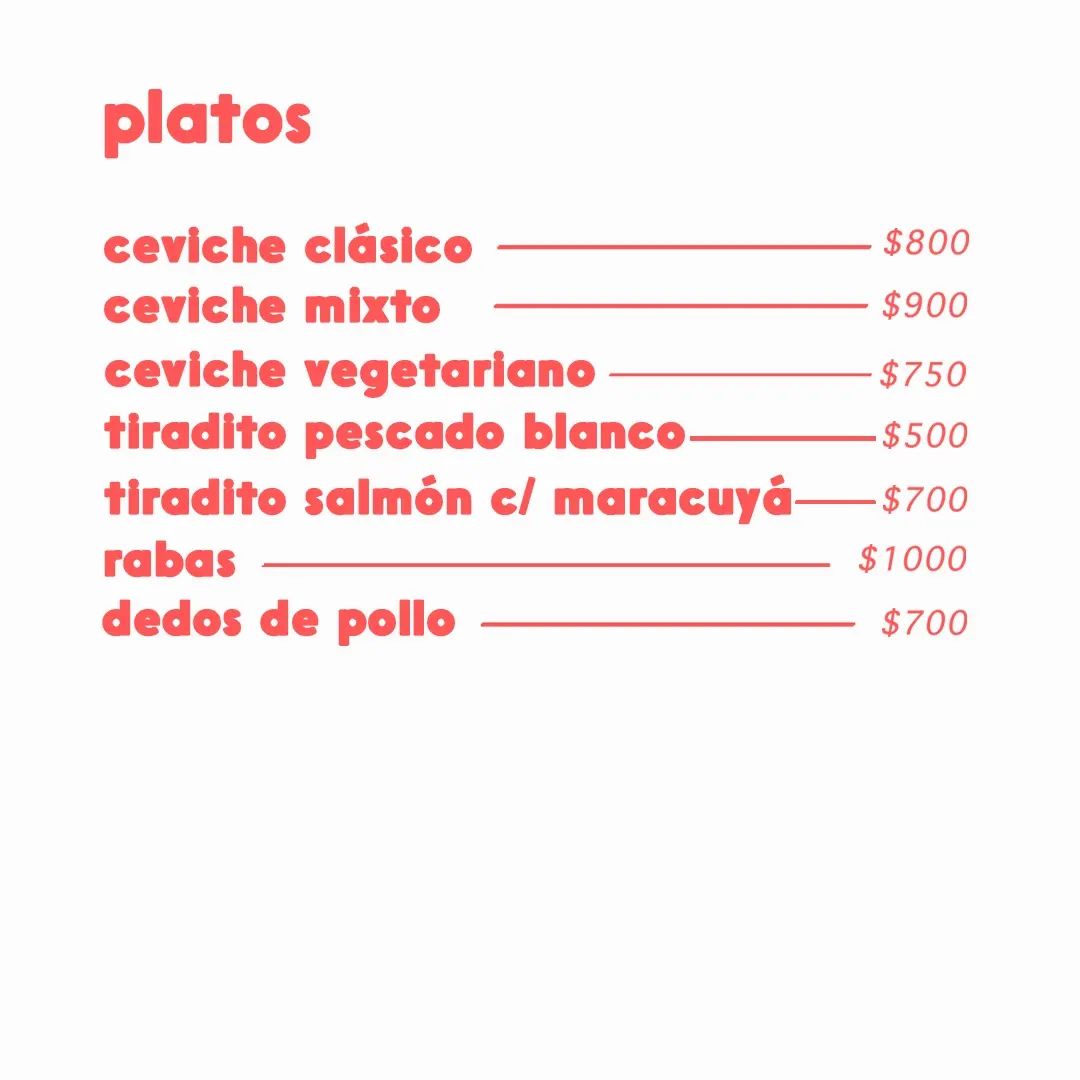 platos
ceviche clásico $800
ceviche mixto $900
ceviche vegetariano $750
tiradito pescado blanco $500
tiradito salmón c/ maracuyá $700
rabas $1000
dedos de pollo $700